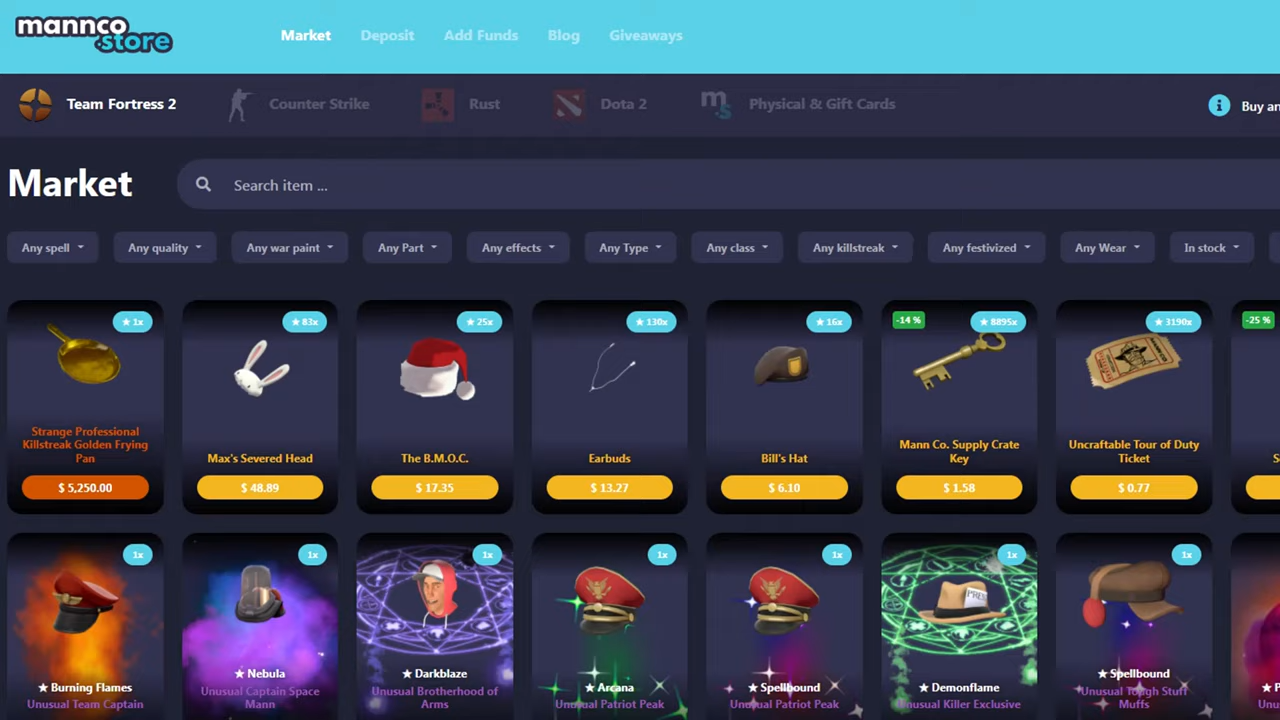 mannco
.store
Market
Deposit
Add Funds
Blog
Giveaways
Team Fortress 2
Counter Strike
Rust
Dota 2
Physical & Gift Cards
Buy an
Market
Search item ...
Any spell
Any quality
Any war paint
Any Part
Any effects
Any Type
Any class
Any killstreak
Any festivized
Any Wear
In stock
★ 1x
Strange Professional
Killstreak Golden Frying
Pan
$ 5,250.00
★ 83x
Max's Severed Head
$ 48.89
★ 25x
The B.M.O.C.
$ 17.35
★ 130x
Earbuds
$ 13.27
★ 16x
Bill's Hat
$ 6.10
-14 %
★ 8895x
Mann Co. Supply Crate
Key
$ 1.58
★ 3190x
Uncraftable Tour of Duty
Ticket
$ 0.77
-25 %
1x
★ Burning Flames
Unusual Team Captain
1x
★ Nebula
Unusual Captain Space
Mann
1x
★ Darkblaze
Unusual Brotherhood of
Arms
1x
★ Arcana
Unusual Patriot Peak
1x
★ Spellbound
Unusual Patriot Peak
1x
PRESS
★ Demonflame
Unusual Killer Exclusive
1x
★ Spellbound
Unusual Tough Stuff
Muffs